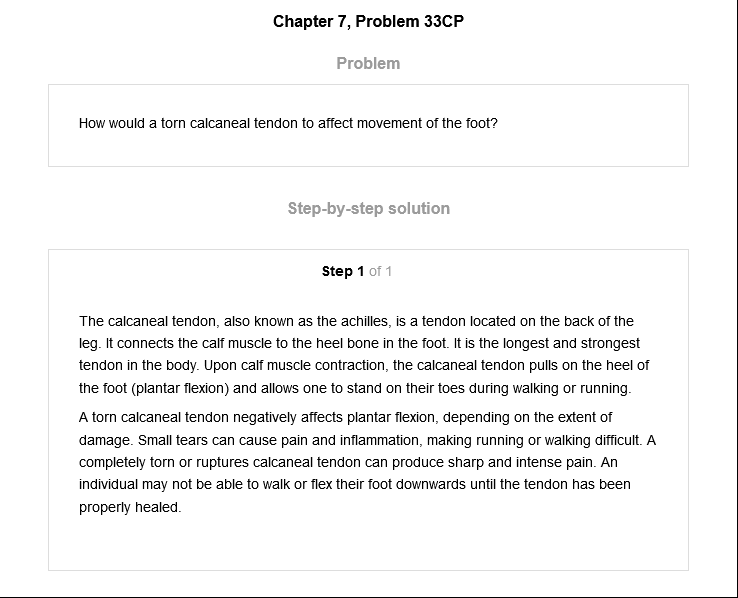 Chapter 7, Problem 33CP
Problem
How would a torn calcaneal tendon to affect movement of the foot?
Step-by-step solution
Step 1 of 1
The calcaneal tendon, also known as the achilles, is a tendon located on the back of the
leg. It connects the calf muscle to the heel bone in the foot. It is the longest and strongest
tendon in the body. Upon calf muscle contraction, the calcaneal tendon pulls on the heel of
the foot (plantar flexion) and allows one to stand on their toes during walking or running.
A torn calcaneal tendon negatively affects plantar flexion, depending on the extent of
damage. Small tears can cause pain and inflammation, making running or walking difficult. A
completely torn or ruptures calcaneal tendon can produce sharp and intense pain. An
individual may not be able to walk or flex their foot downwards until the tendon has been
properly healed.